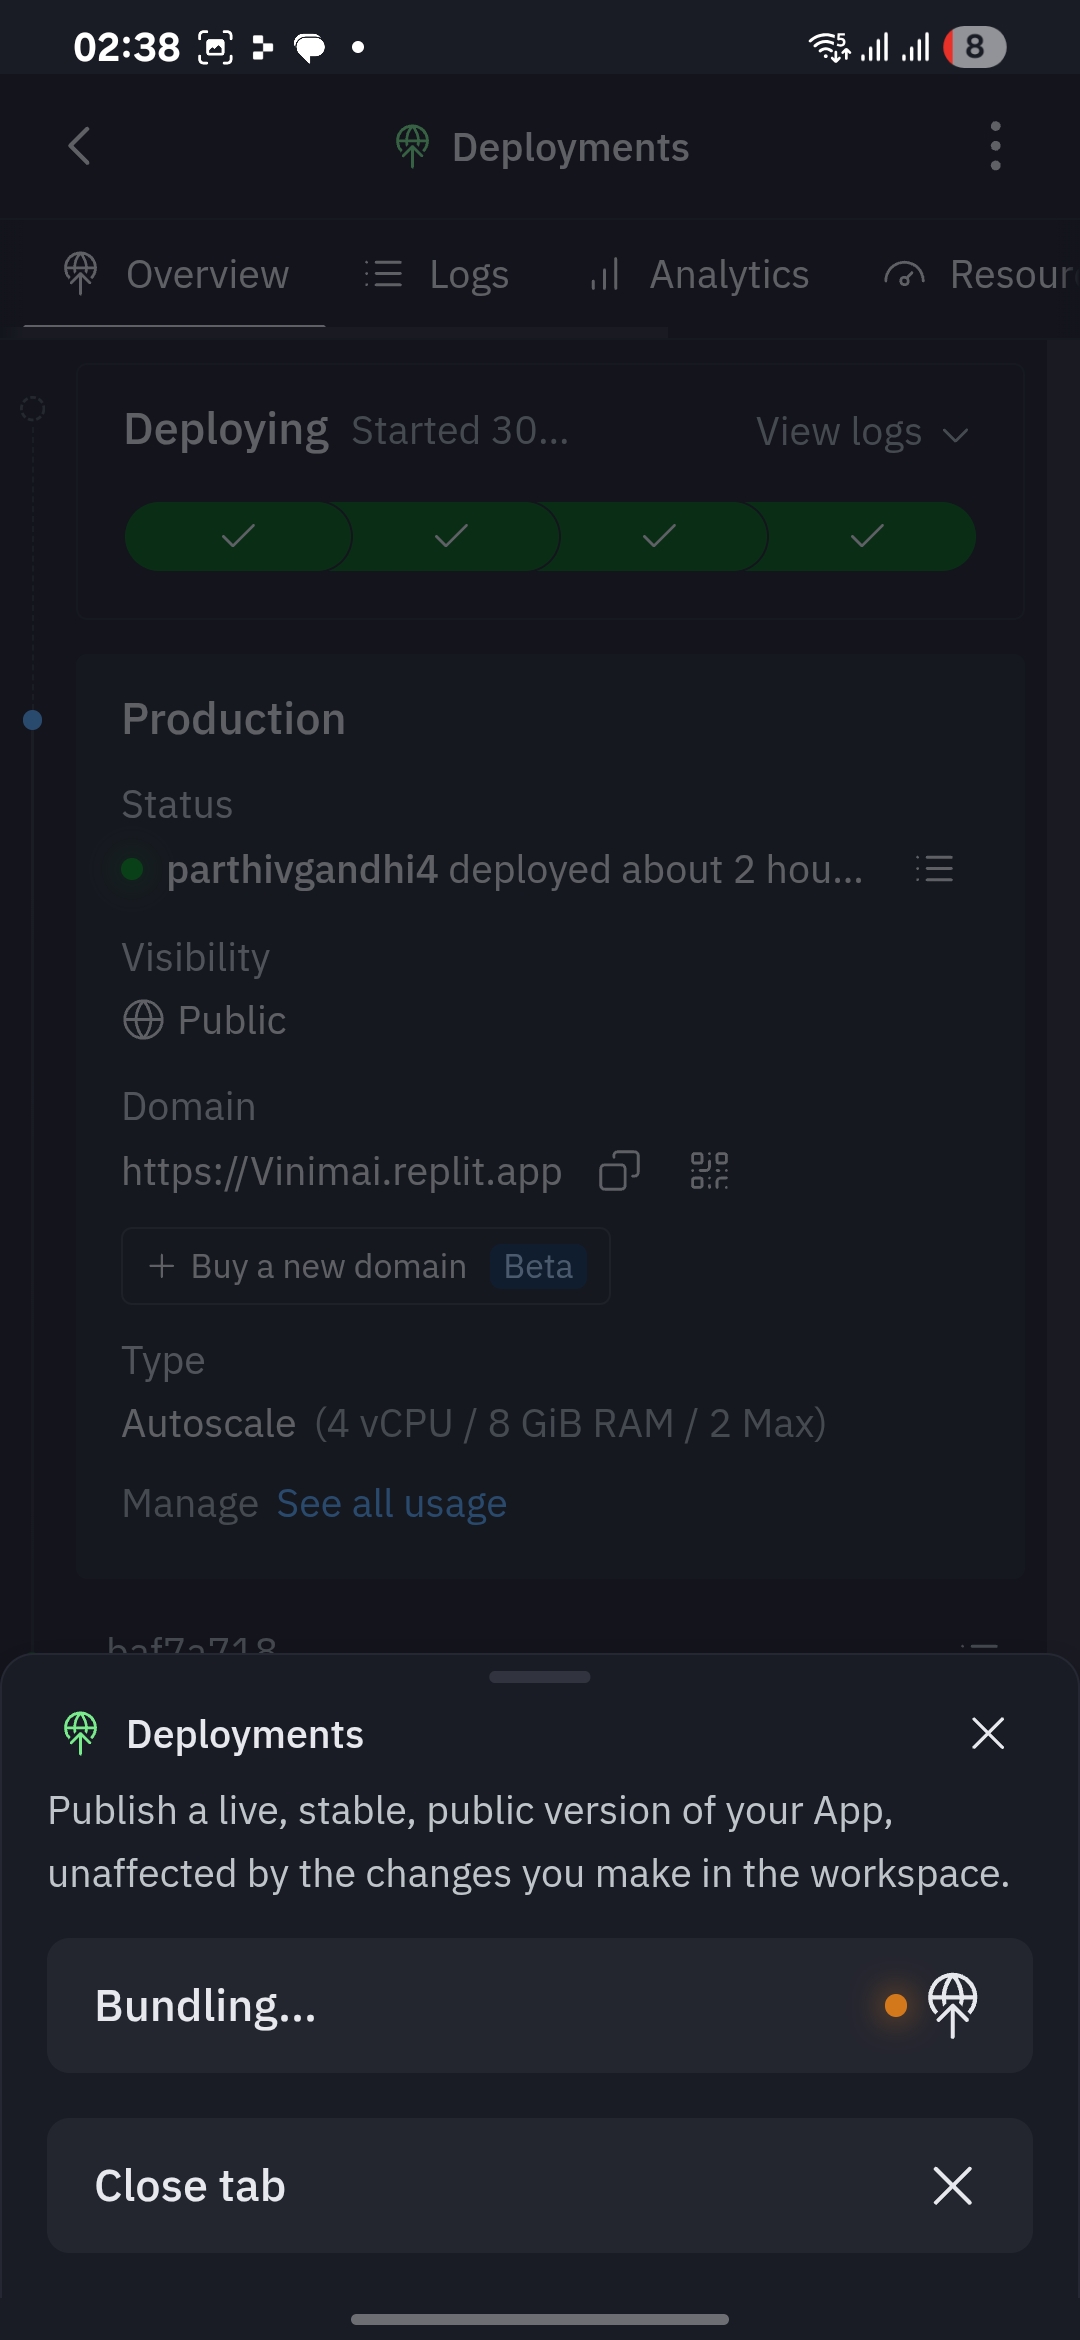 02:38
5
8
Deployments
Overview
Logs
Analytics
Resour
Deploying Started 30...
View logs
Production
Status
parthivgandhi4 deployed about 2 hou...
Visibility
Public
Domain
https://Vinimai.replit.app
+ Buy a new domain Beta
Type
Autoscale (4 vCPU / 8 GiB RAM / 2 Max)
Manage See all usage
baf7a718
Deployments
Publish a live, stable, public version of your App,
unaffected by the changes you make in the workspace.
Bundling...
Close tab